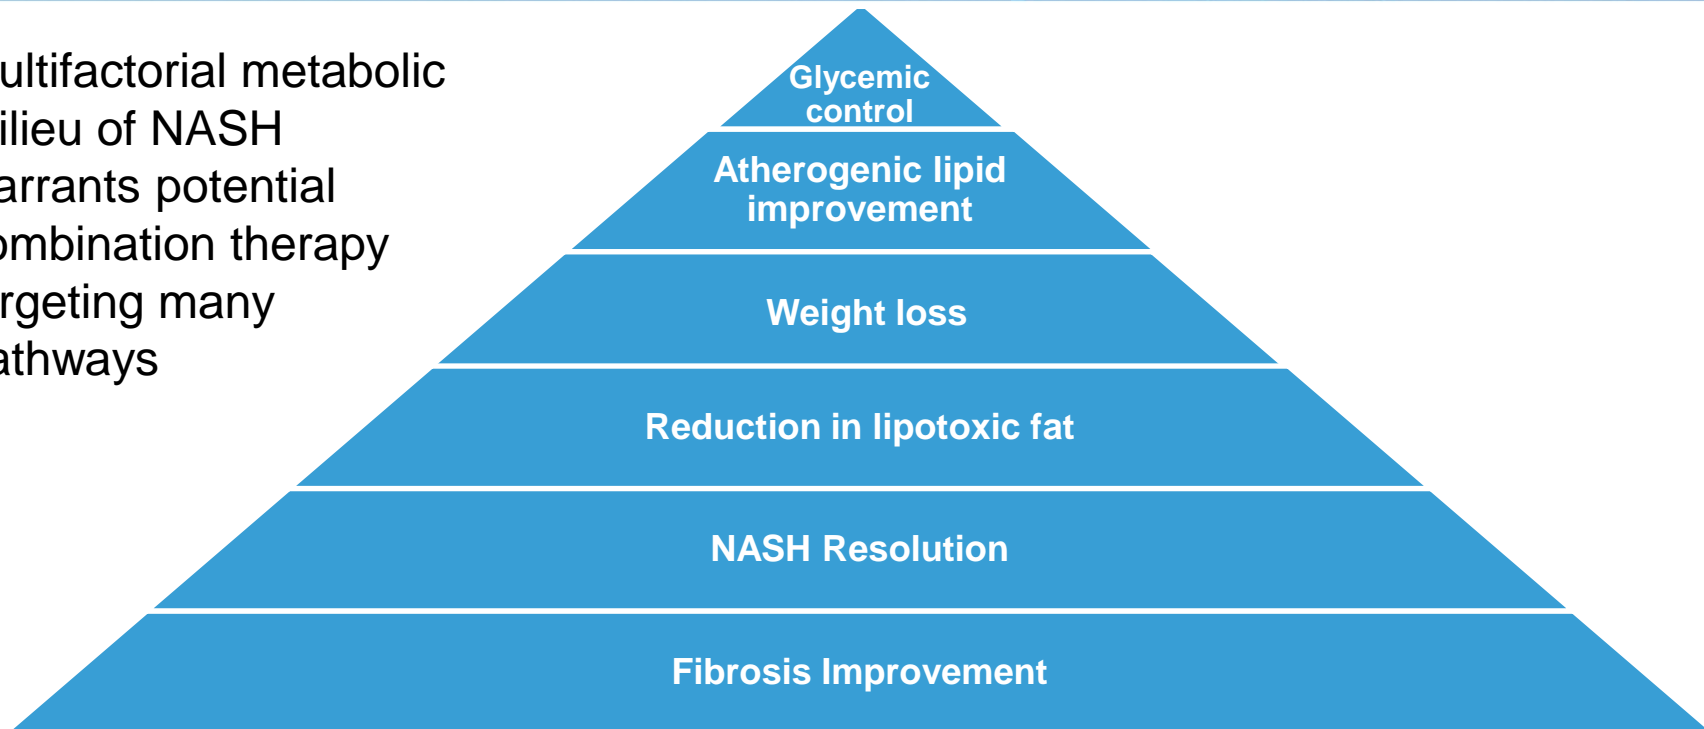 ultifactorial metabolic
ilieu of NASH
arrants potential
ombination therapy
rgeting many
athways
Glycemic
control
Atherogenic lipid
improvement
Weight loss
Reduction in lipotoxic fat
NASH Resolution
Fibrosis Improvement